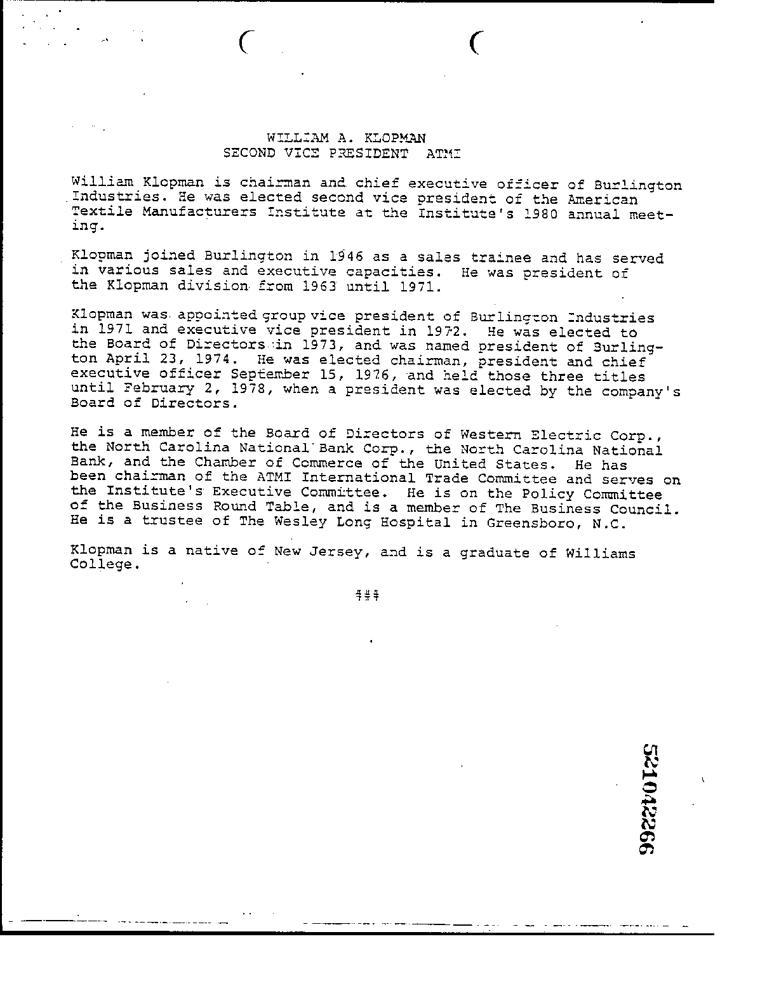 WILLIAM A. KLOPMAN
SECOND VICE PRESIDENT ATMI
William Klopman is chairman and chief executive officer of Burlington
Industries. He was elected second vice president of the American
Textile Manufacturers Institute at the Institute's 1980 annual meet-
ing.
Klopman joined Burlington in 1946 as a sales trainee and has served
in various sales and executive capacities. He was president of
the Klopman division from 1963 until 1971.
Klopman was appointed group vice president of Burlington Industries
in 1971 and executive vice president in 1972. He was elected to
the Board of Directors in 1973, and was named president of Burling-
ton April 23, 1974. He was elected chairman, president and chief
executive officer September 15, 1976, and held those three titles
until February 2, 1978, when a president was elected by the company's
Board of Directors.
He is a member of the Board of Directors of Western Electric Corp.,
the North Carolina National Bank Corp., the North Carolina National
Bank, and the Chamber of Commerce of the United States. He has
been chairman of the ATMI International Trade Committee and serves on
the Institute's Executive Committee. He is on the Policy Committee
of the Business Round Table, and is a member of The Business Council.
He is a trustee of The Wesley Long Hospital in Greensboro, N.C.
Klopman is a native of New Jersey, and is a graduate of Williams
College.
###
521042266